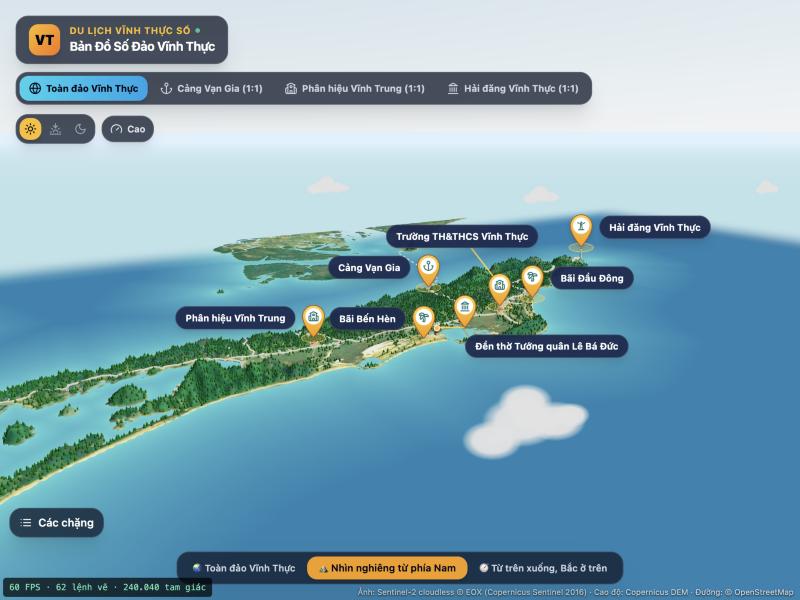 VT
DU LỊCH VĨNH THỰC SỐ
Bản Đồ Số Đảo Vĩnh Thực
Toàn đảo Vĩnh Thực
Cảng Vạn Gia (1:1)
Phân hiệu Vĩnh Trung (1:1)
Hải đăng Vĩnh Thực (1:1)
Cao
Hải đăng Vĩnh Thực
Trường TH&THCS Vĩnh Thực
Cảng Vạn Gia
Bãi Đầu Đông
Phân hiệu Vĩnh Trung
Bãi Bến Hèn
Đền thờ Tướng quân Lê Bá Đức
Các chặng
Toàn đảo Vĩnh Thực
Nhìn nghiêng từ phía Nam
Từ trên xuống, Bắc ở trên
60 FPS · 62 lệnh vẽ · 240.040 tam giác
Ảnh: Sentinel-2 cloudless © EOX (Copernicus Sentinel 2016) · Cao độ: Copernicus DEM · Đường: © OpenStreetMap